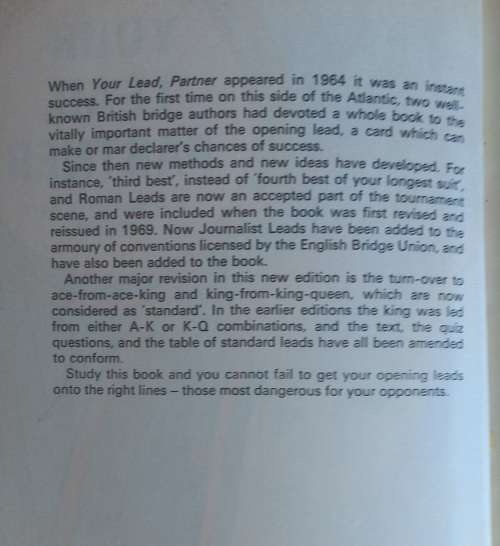 When Your Lead, Partner appeared in 1964 it was an instant
success. For the first time on this side of the Atlantic, two well-
known British bridge authors had devoted a whole book to the
vitally important matter of the opening lead, a card which can
make or mar declarer's chances of success.
Since then new methods and new ideas have developed. For
instance, 'third best', instead of 'fourth best of your longest suit',
and Roman Leads are now an accepted part of the tournament
scene, and were included when the book was first revised and
reissued in 1969. Now Journalist Leads have been added to the
armoury of conventions licensed by the English Bridge Union, and
have also been added to the book.
Another major revision in this new edition is the turn-over to
ace-from-ace-king and king-from-king-queen, which are now
considered as 'standard'. In the earlier editions the king was led
from either A-K or K-Q combinations, and the text, the quiz
questions, and the table of standard leads have all been amended
to conform.
Study this book and you cannot fail to get your opening leads
onto the right lines – those most dangerous for your opponents.